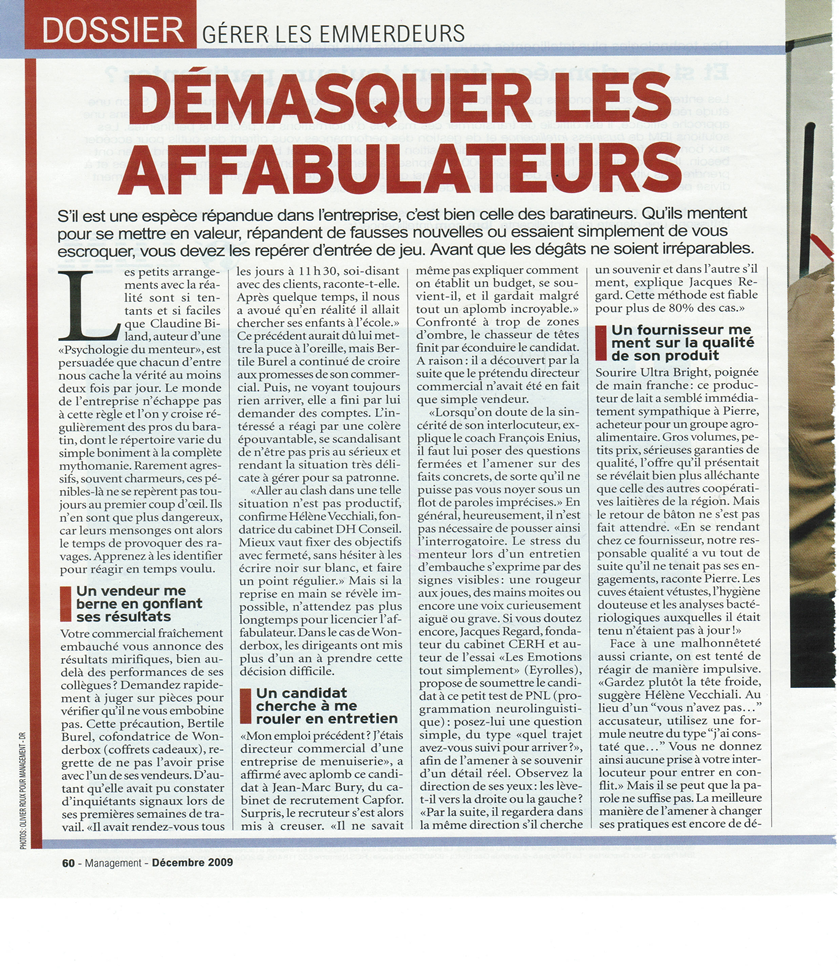 DOSSIER GÉRER LES EMMERDEURS
DÉMASQUER LES
AFFABULATEURS
S'il est une espèce répandue dans l'entreprise, c'est bien celle des baratineurs. Qu'ils mentent
pour se mettre en valeur, répandent de fausses nouvelles ou essaient simplement de vous
escroquer, vous devez les repérer d'entrée de jeu. Avant que les dégâts ne soient irréparables.
Les petits arrange-
ments avec la réa-
lité sont si ten-
tants et si faciles
que Claudine Bi-
land, auteur d'une
«Psychologie du menteur», est
persuadée que chacun d'entre
nous cache la vérité au moins
deux fois par jour. Le monde
de l'entreprise n'échappe pas
à cette règle et l'on y croise ré-
gulièrement des pros du bara-
tin, dont le répertoire varie du
simple boniment à la complète
mythomanie. Rarement agres-
sifs, souvent charmeurs, ces pé-
nibles-là ne se repèrent pas tou-
jours au premier coup d'œil. Ils
n'en sont que plus dangereux,
car leurs mensonges ont alors
le temps de provoquer des ra-
vages. Apprenez à les identifier
pour réagir en temps voulu.
Un vendeur me
berne en gonflant
ses résultats
Votre commercial fraîchement
embauché vous annonce des
résultats mirifiques, bien au-
delà des performances de ses
collègues? Demandez rapide-
ment à juger sur pièces pour
vérifier qu'il ne vous embobine
pas. Cette précaution, Bertile
Burel, cofondatrice de Won-
derbox (coffrets cadeaux), re-
grette de ne pas l'avoir prise
avec l'un de ses vendeurs. D'au-
tant qu'elle avait pu constater
d'inquiétants signaux lors de
ses premières semaines de tra-
vail. «Il avait rendez-vous tous
les jours à 11 h 30, soi-disant
avec des clients, raconte-t-elle.
Après quelque temps, il nous
a avoué qu'en réalité il allait
chercher ses enfants à l'école.»
Ce précédent aurait dû lui metre
la puce à l'oreille, mais Ber-
tile Burel a continué de croire
aux promesses de son commer-
cial. Puis, ne voyant toujours
rien arriver, elle a fini par lui
demander des comptes. L'in-
téressé a réagi par une colère
épouvantable, se scandalisant
de n'être pas pris au sérieux et
rendant la situation très déli-
cate à gérer pour sa patronne.
«Aller au clash dans une telle
situation n'est pas productif,
confirme Hélène Vecchiali, fon-
datrice du cabinet DH Conseil.
Mieux vaut fixer des objectifs
avec fermeté, sans hésiter à les
écrire noir sur blanc, et faire
un point régulier.» Mais si la
reprise en main se révèle im-
possible, n'attendez pas plus
longtemps pour licencier l'af-
fabulateur. Dans le cas de Won-
derbox, les dirigeants ont mis
plus d'un an à prendre cette
décision difficile.
Un candidat
cherche à me
rouler en entretien
«Mon emploi précédent? J'étais
directeur commercial d'une
entreprise de menuiserie», a
affirmé avec aplomb ce candi-
dat à Jean-Marc Bury, du ca-
binet de recrutement Capfor.
Surpris, le recruteur s'est alors
mis à creuser. «Il ne savait
même pas expliquer comment
on établit un budget, se sou-
vient-il, et il gardait malgré
tout un aplomb incroyable.»
Confronté à trop de zones
d'ombre, le chasseur de têtes
finit par éconduire le candidat.
A raison: il a découvert par la
suite que le prétendu directeur
commercial n'avait été en fait
que simple vendeur.
«Lorsqu'on doute de la sin-
cérité de son interlocuteur, ex-
plique le coach François Enius,
il faut lui poser des questions
fermées et l'amener sur des
faits concrets, de sorte qu'il ne
puisse pas vous noyer sous un
flot de paroles imprécises.» En
général, heureusement, il n'est
pas nécessaire de pousser ainsi
l'interrogatoire. Le stress du
menteur lors d'un entretien
d'embauche s'exprime par des
signes visibles: une rougeur
aux joues, des mains moites ou
encore une voix curieusement
aiguë ou grave. Si vous doutez
encore, Jacques Regard, fonda-
teur du cabinet CERH et au-
teur de l'essai «Les Emotions
tout simplement» (Eyrolles),
propose de soumettre le candi-
dat à ce petit test de PNL (pro-
grammation neurolinguisti-
que): posez-lui une question
simple, du type «quel trajet
avez-vous suivi pour arriver?»,
afin de l'amener à se souvenir
d'un détail réel. Observez la
direction de ses yeux: les lève-
t-il vers la droite ou la gauche?
«Par la suite, il regardera dans
la même direction s'il cherche
un souvenir et dans l'autre s'il
ment, explique Jacques Re-
gard. Cette méthode est fiable
pour plus de 80% des cas.»
Un fournisseur me
ment sur la qualité
de son produit
Sourire Ultra Bright, poignée
de main franche: ce produc-
teur de lait a semblé immédia-
tement sympathique à Pierre,
acheteur pour un groupe agro-
alimentaire. Gros volumes, pe-
tits prix, sérieuses garanties de
qualité, l'offre qu'il présentait
se révélait bien plus alléchante
que celle des autres coopérati-
ves laitières de la région. Mais
le retour de bâton ne s'est pas
fait attendre. «En se rendant
chez ce fournisseur, notre res-
ponsable qualité a vu tout de
suite qu'il ne tenait pas ses en-
gagements, raconte Pierre. Les
cuves étaient vétustes, l'hygiène
douteuse et les analyses bacté-
riologiques auxquelles il était
tenu n'étaient pas à jour!»
Face à une malhonnêteté
aussi criante, on est tenté de
réagir de manière impulsive.
«Gardez plutôt la tête froide,
suggère Hélène Vecchiali. Au
lieu d'un "vous n'avez pas…"
accusateur, utilisez une for-
mule neutre du type "j'ai cons-
taté que…" Vous ne donnez
ainsi aucune prise à votre inter-
locuteur pour entrer en con-
flit.» Mais il se peut que la pa-
role ne suffise pas. La meilleure
manière de l'amener à changer
ses pratiques est encore de dé-
PHOTOS : OLIVIER ROUX POUR MANAGEMENT - DR
60 - Management - Décembre 2009